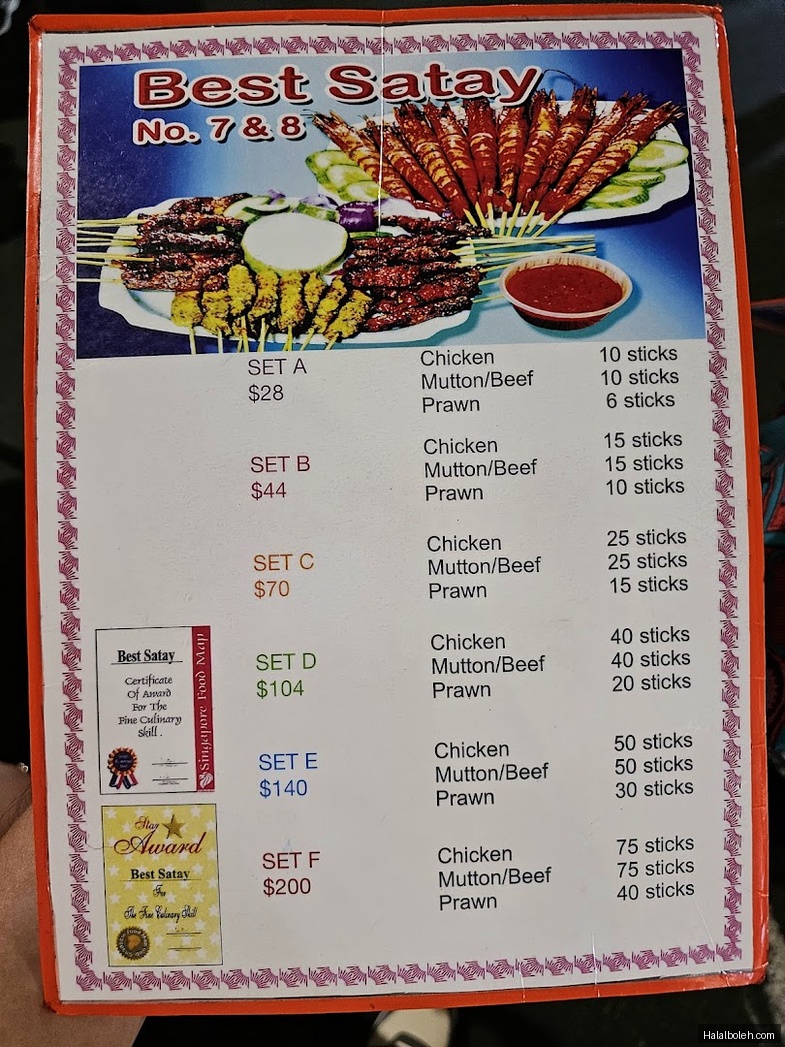 Best Satay
No. 7 & 8
SET A
$28
Chicken 10 sticks
Mutton/Beef 10 sticks
Prawn 6 sticks
SET B
$44
Chicken 15 sticks
Mutton/Beef 15 sticks
Prawn 10 sticks
SET C
$70
Chicken 25 sticks
Mutton/Beef 25 sticks
Prawn 15 sticks
SET D
$104
Chicken 40 sticks
Mutton/Beef 40 sticks
Prawn 20 sticks
SET E
$140
Chicken 50 sticks
Mutton/Beef 50 sticks
Prawn 30 sticks
SET F
$200
Chicken 75 sticks
Mutton/Beef 75 sticks
Prawn 40 sticks
Best Satay
Certificate
Of Award
For The
Fine Culinary
Skill .
Singapore Food Map
Star
Award
Best Satay
For
The Fine Culinary Skill
Halalboleh.com